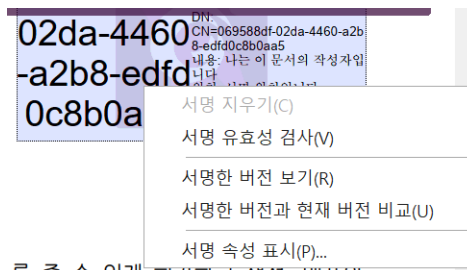 02da-4460
-a2b8-edfd
0c8b0a
DN:
CN=069588df-02da-4460-a2b
8-edfd0c8b0aa5
내용: 나는 이 문서의 작성자입
니다
서명 지우기(C)
서명 유효성 검사(V)
서명한 버전 보기(R)
서명한 버전과 현재 버전 비교(U)
서명 속성 표시(P)...